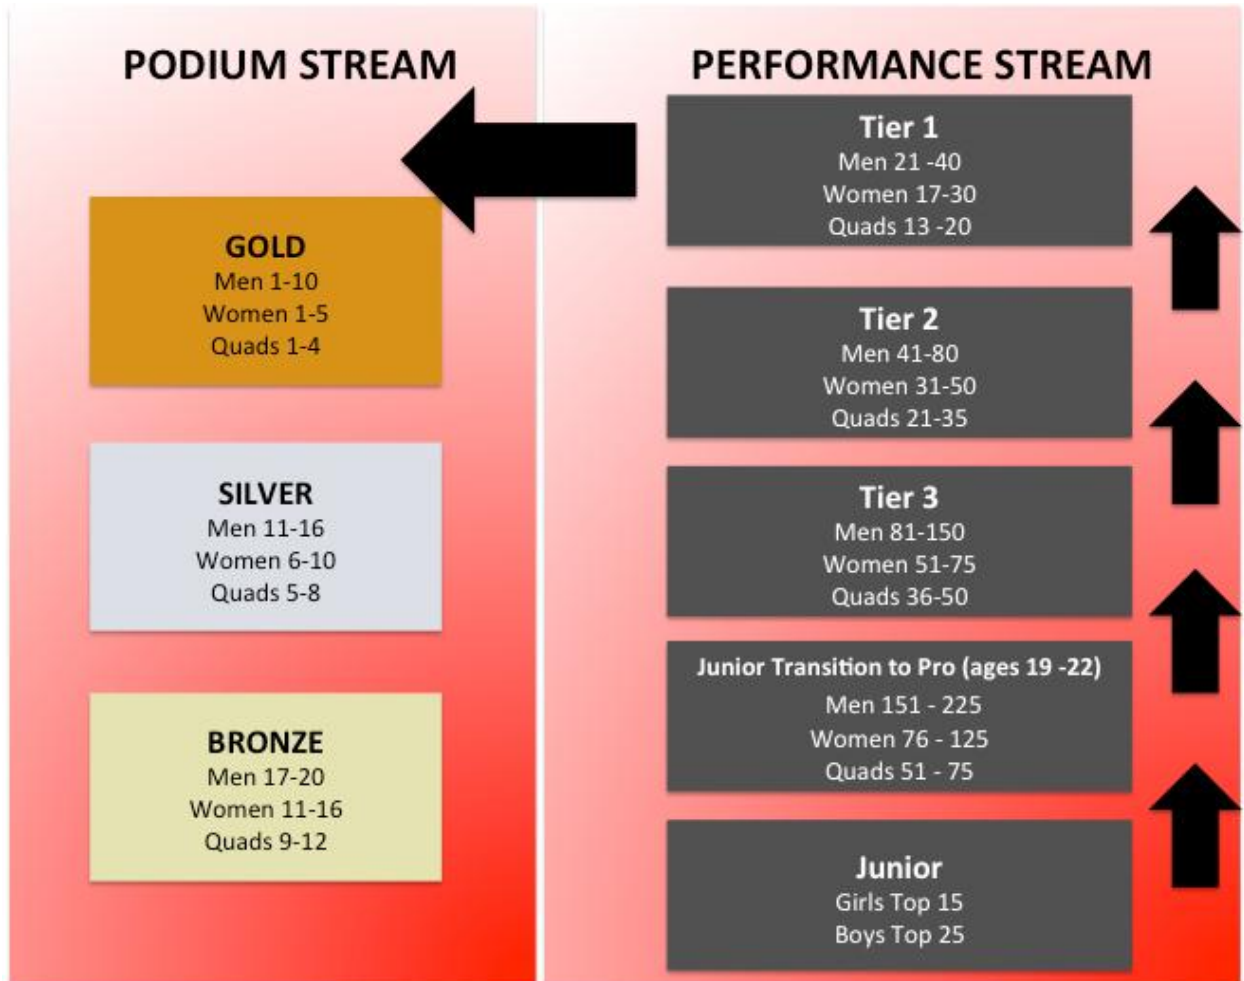 PODIUM STREAM
GOLD
Men 1-10
Women 1-5
Quads 1-4
SILVER
Men 11-16
Women 6-10
Quads 5-8
BRONZE
Men 17-20
Women 11-16
Quads 9-12
PERFORMANCE STREAM
Tier 1
Men 21 -40
Women 17-30
Quads 13 -20
Tier 2
Men 41-80
Women 31-50
Quads 21-35
Tier 3
Men 81-150
Women 51-75
Quads 36-50
Junior Transition to Pro (ages 19 -22)
Men 151 - 225
Women 76 - 125
Quads 51 - 75
Junior
Girls Top 15
Boys Top 25